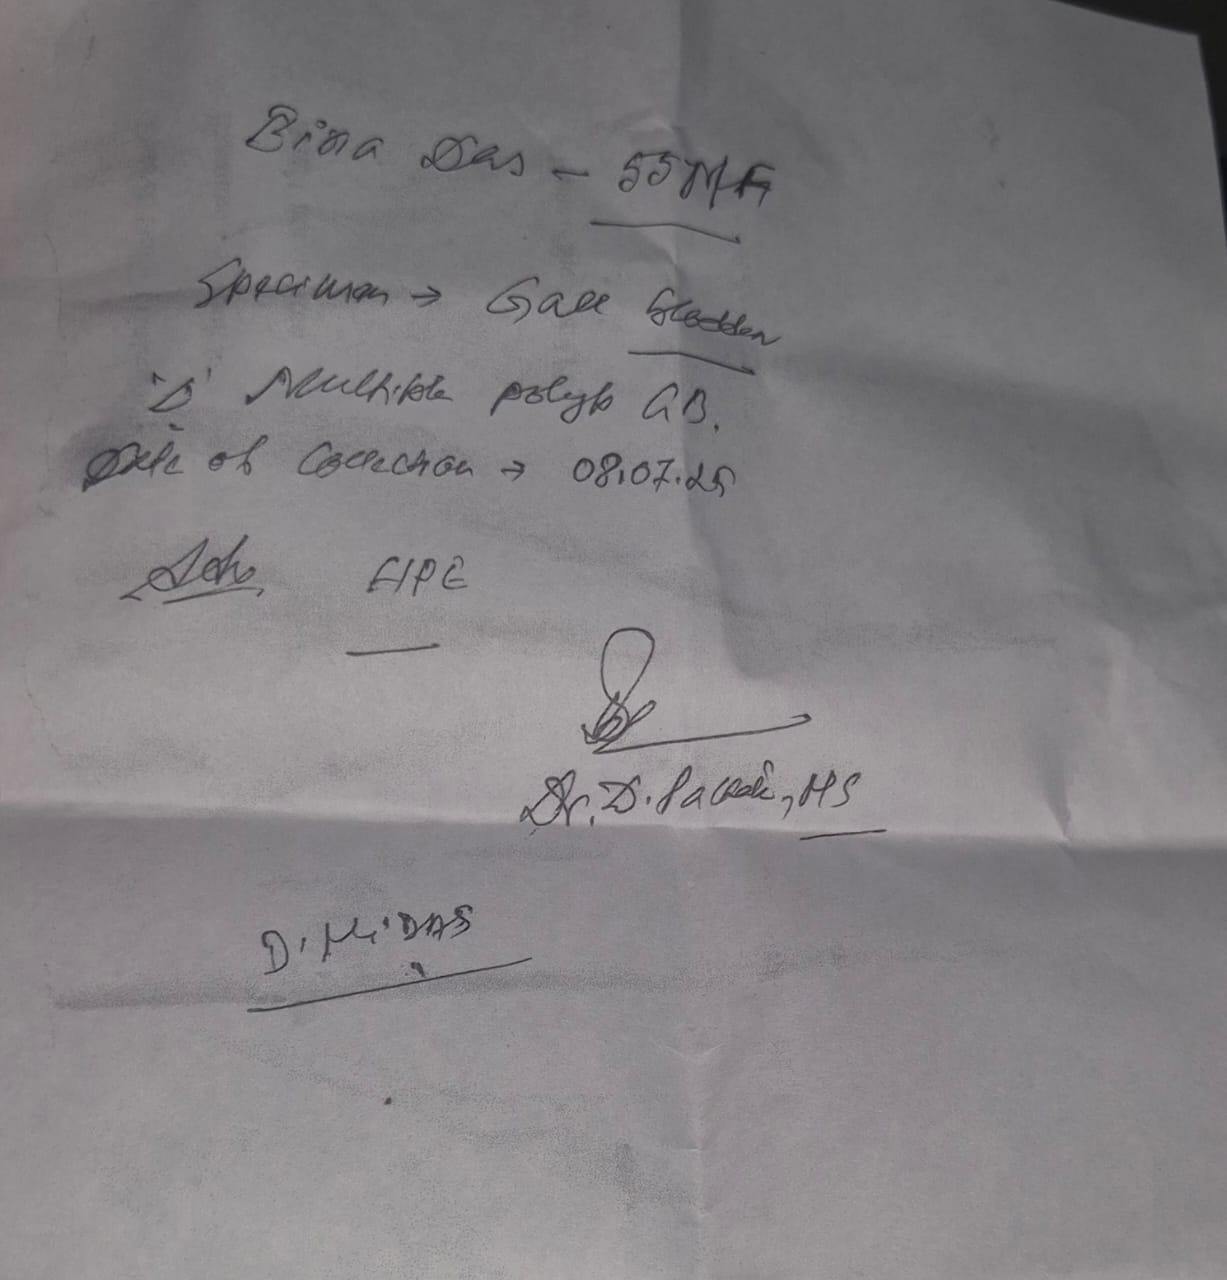 Bina Das - 55Y/F
Specimen → Gall bladder
'Δ' Multiple polyp GB.
Date of Collection → 08.07.25
Adv HPE
Dr. D. MS
D. M. DAS